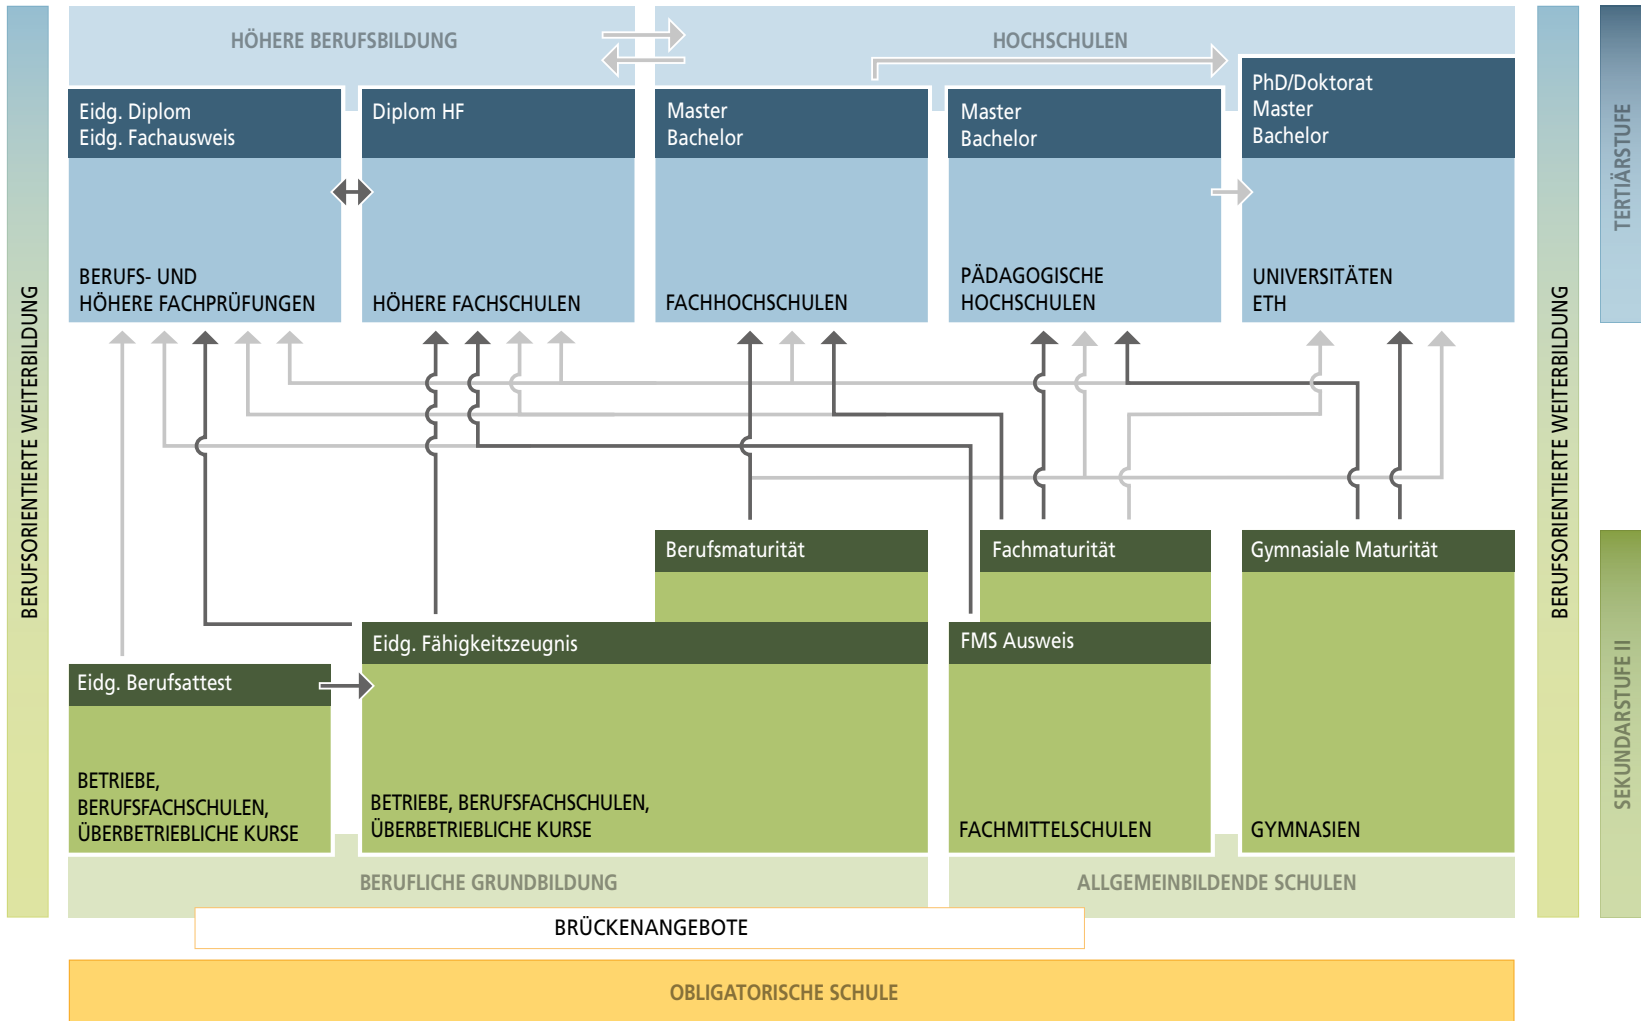 HÖHERE BERUFSBILDUNG
HOCHSCHULEN
Eidg. Diplom
Eidg. Fachausweis
Diplom HF
Master
Bachelor
Master
Bachelor
PhD/Doktorat
Master
Bachelor
BERUFS- UND
HÖHERE FACHPRÜFUNGEN
HÖHERE FACHSCHULEN
FACHHOCHSCHULEN
PÄDAGOGISCHE
HOCHSCHULEN
UNIVERSITÄTEN
ETH
BERUFSORIENTIERTE WEITERBILDUNG
BERUFSORIENTIERTE WEITERBILDUNG
TERTIÄRSTUFE
SEKUNDARSTUFE II
Berufsmaturität
Fachmaturität
Gymnasiale Maturität
Eidg. Fähigkeitszeugnis
FMS Ausweis
Eidg. Berufsattest
BETRIEBE,
BERUFSFACHSCHULEN,
ÜBERBETRIEBLICHE KURSE
BETRIEBE, BERUFSFACHSCHULEN,
ÜBERBETRIEBLICHE KURSE
FACHMITTELSCHULEN
GYMNASIEN
BERUFLICHE GRUNDBILDUNG
ALLGEMEINBILDENDE SCHULEN
BRÜCKENANGEBOTE
OBLIGATORISCHE SCHULE